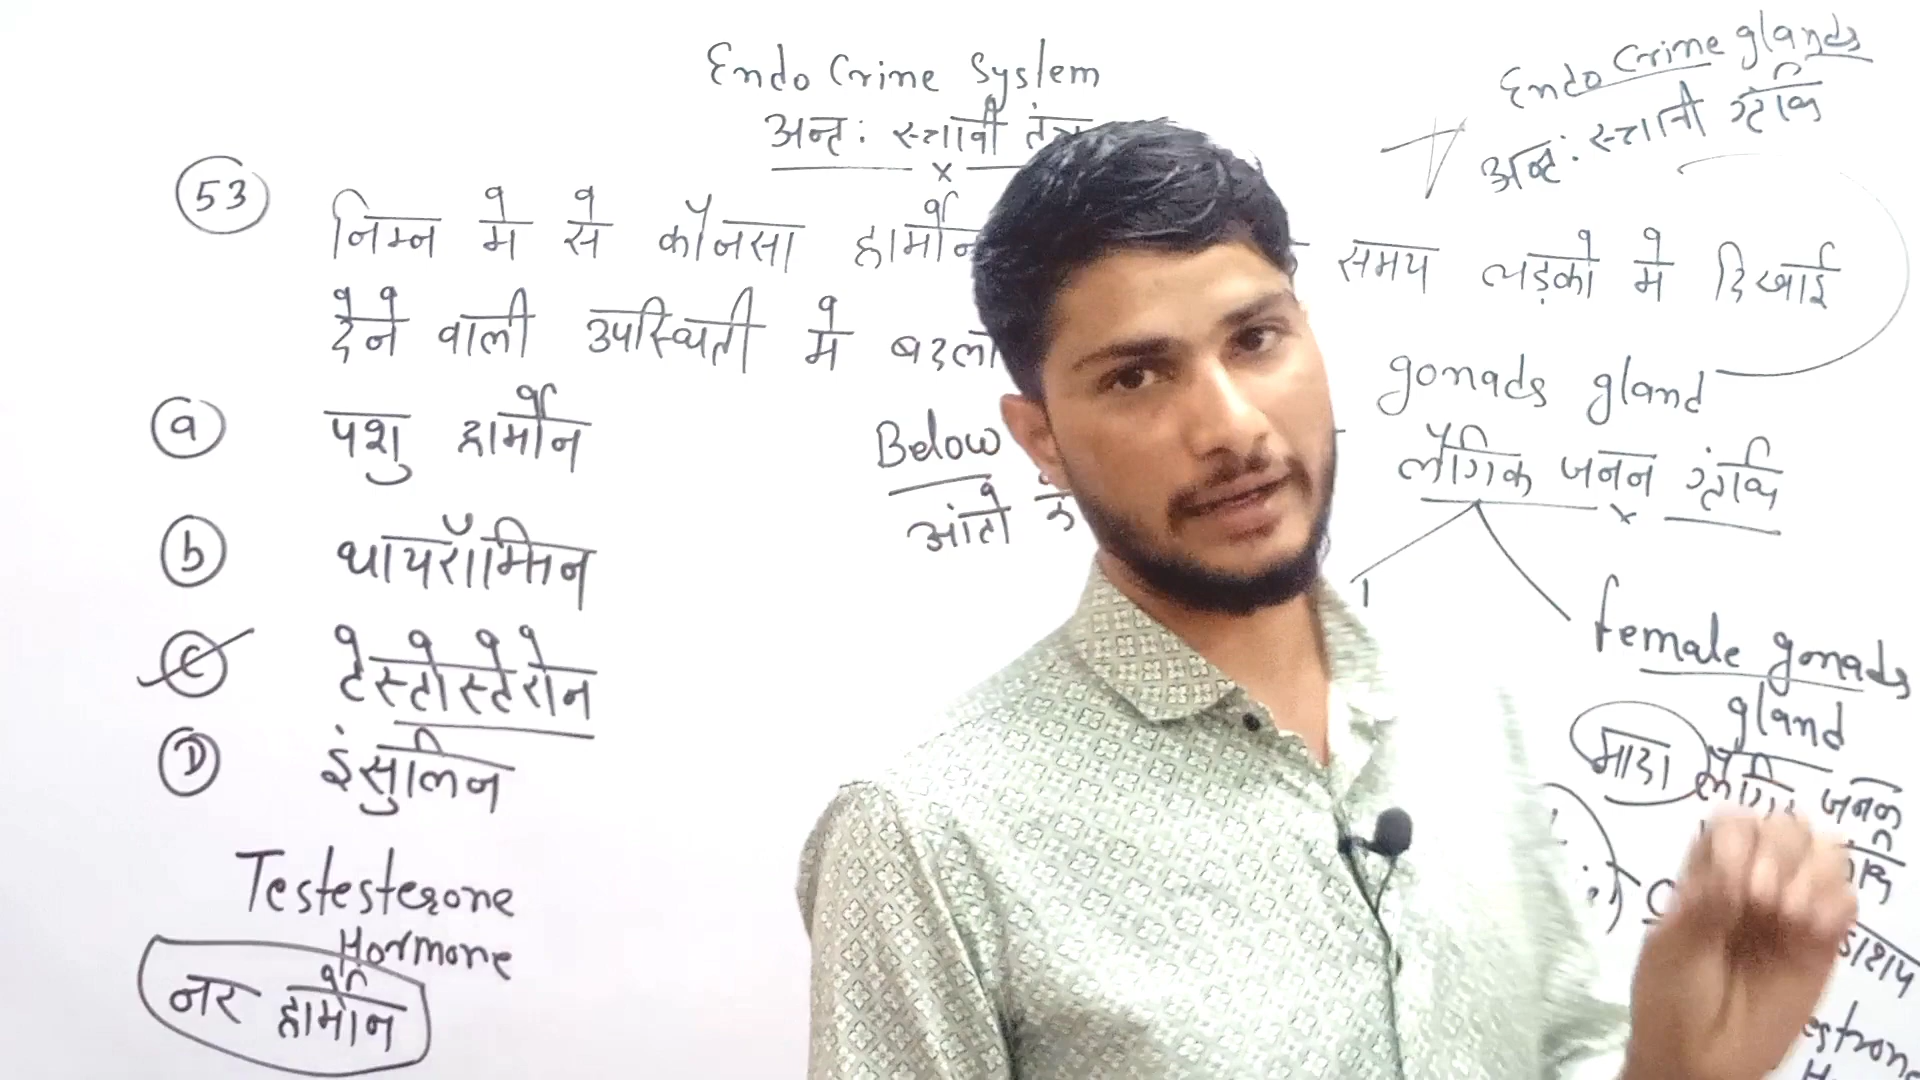 Endo Crine System
अन्त: स्त्रावी तंत्र
Endo Crine glands
अन्त: स्त्रावी ग्रंथि
53
निम्न मे से कौनसा हार्मोन समय लड़को मे दिखाई
देने वाली उपस्थिती मे बदला
a पशु हार्मोन
b थायरॉक्सिन
c टेस्टोस्टेरोन
D इंसुलिन
Testesterone
Hormone
नर हार्मोन
Below
आंतो के
gonads gland
लैंगिक जनन ग्रंथि
female gonads
gland
मादा लैंगिक जनन